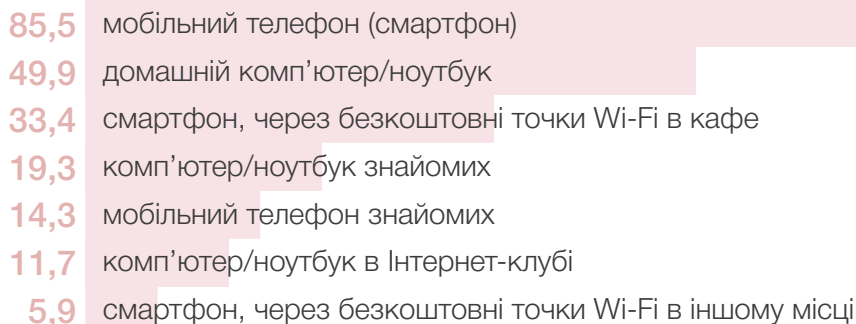 85,5 мобільний телефон (смартфон)
49,9 домашній комп’ютер/ноутбук
33,4 смартфон, через безкоштовні точки Wi-Fi в кафе
19,3 комп’ютер/ноутбук знайомих
14,3 мобільний телефон знайомих
11,7 комп’ютер/ноутбук в Інтернет-клубі
5,9 смартфон, через безкоштовні точки Wi-Fi в іншому місці